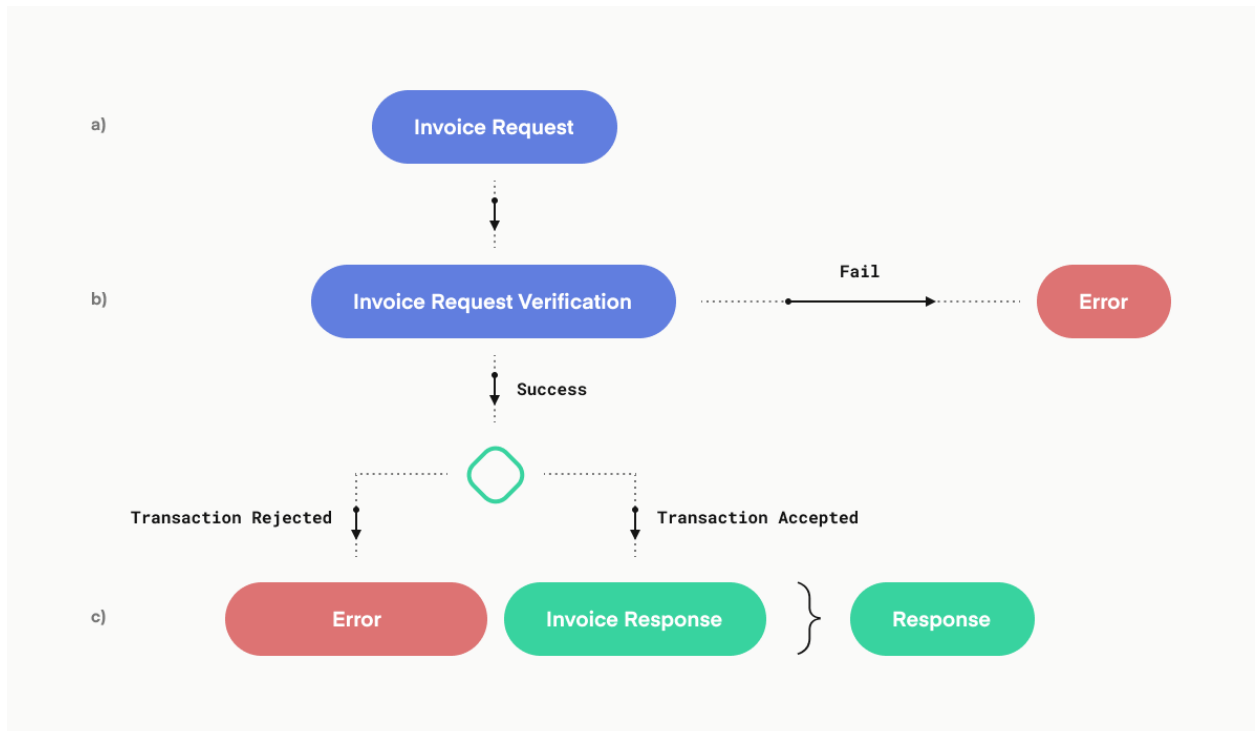 a)
Invoice Request
b)
Invoice Request Verification
Fail
Error
Success
Transaction Rejected
Transaction Accepted
c)
Error
Invoice Response
Response